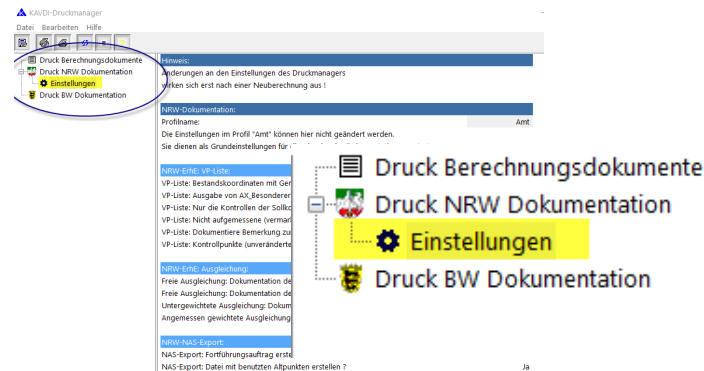 KAVDI-Druckmanager
Datei Bearbeiten Hilfe
Druck Berechnungsdokumente
Druck NRW Dokumentation
Einstellungen
Druck BW Dokumentation
Hinweis:
Änderungen an den Einstellungen des Druckmanagers
wirken sich erst nach einer Neuberechnung aus !
NRW-Dokumentation:
Profilname: Amt
Die Einstellungen im Profil "Amt" können hier nicht geändert werden.
Sie dienen als Grundeinstellungen für
NRW-ErhE: VP-Liste:
VP-Liste: Bestandskoordinaten mit Ger
VP-Liste: Ausgabe von AX_Besonderer
VP-Liste: Nur die Kontrollen der Sollko
VP-Liste: Nicht aufgemessene (vermar
VP-Liste: Dokumentiere Bemerkung zu
VP-Liste: Kontrollpunkte (unveränderte
NRW-ErhE: Ausgleichung:
Freie Ausgleichung: Dokumentation de
Freie Ausgleichung: Dokumentation de
Untergewichtete Ausgleichung: Dokum
Angemessen gewichtete Ausgleichung
NRW-NAS-Export:
NAS-Export: Fortführungsauftrag erste
NAS-Export: Datei mit benutzten Altpunkten erstellen ? Ja
Druck Berechnungsdokumente
Druck NRW Dokumentation
Einstellungen
Druck BW Dokumentation